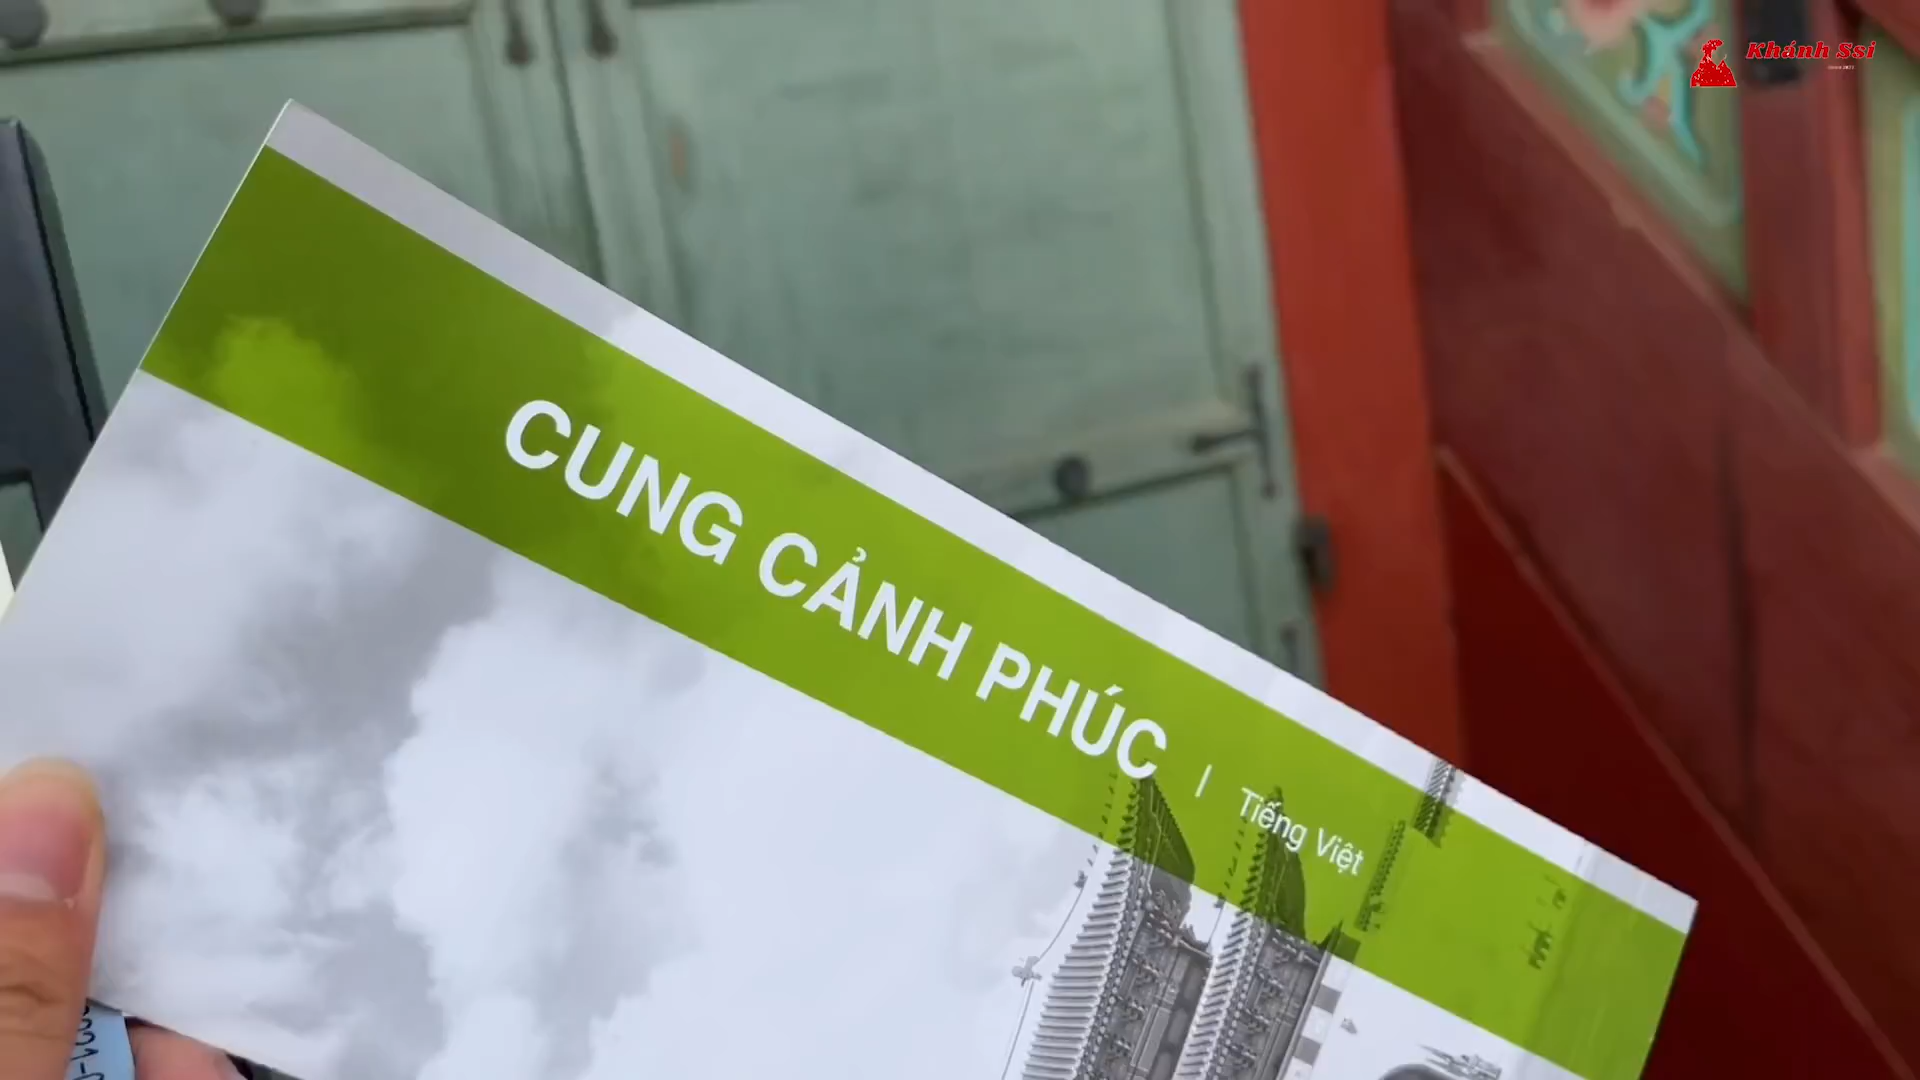 Khánh Ssi
CUNG CẢNH PHÚC | Tiếng Việt